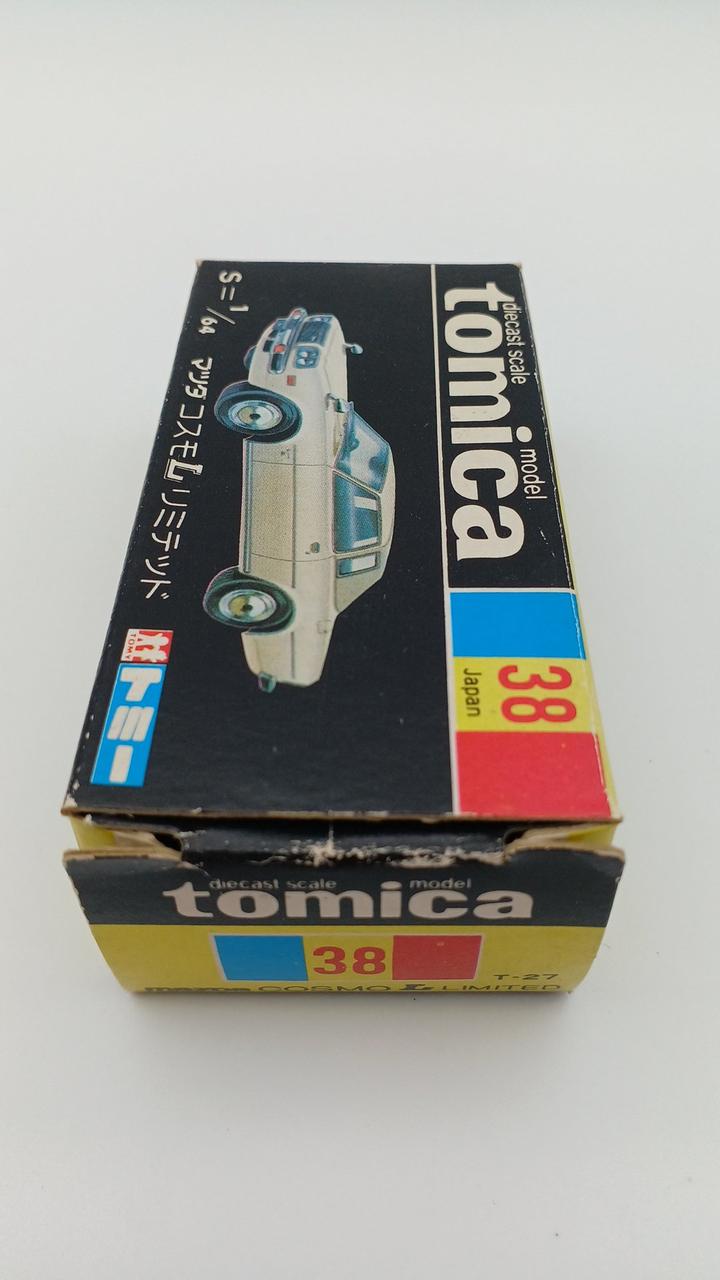 diecast scale model
tomica
38
Japan
S=1/64 マツダコスモLリミテッド
TOMY
トミー
diecast scale model
tomica
38
T-27
mazda COSMO L LIMITED